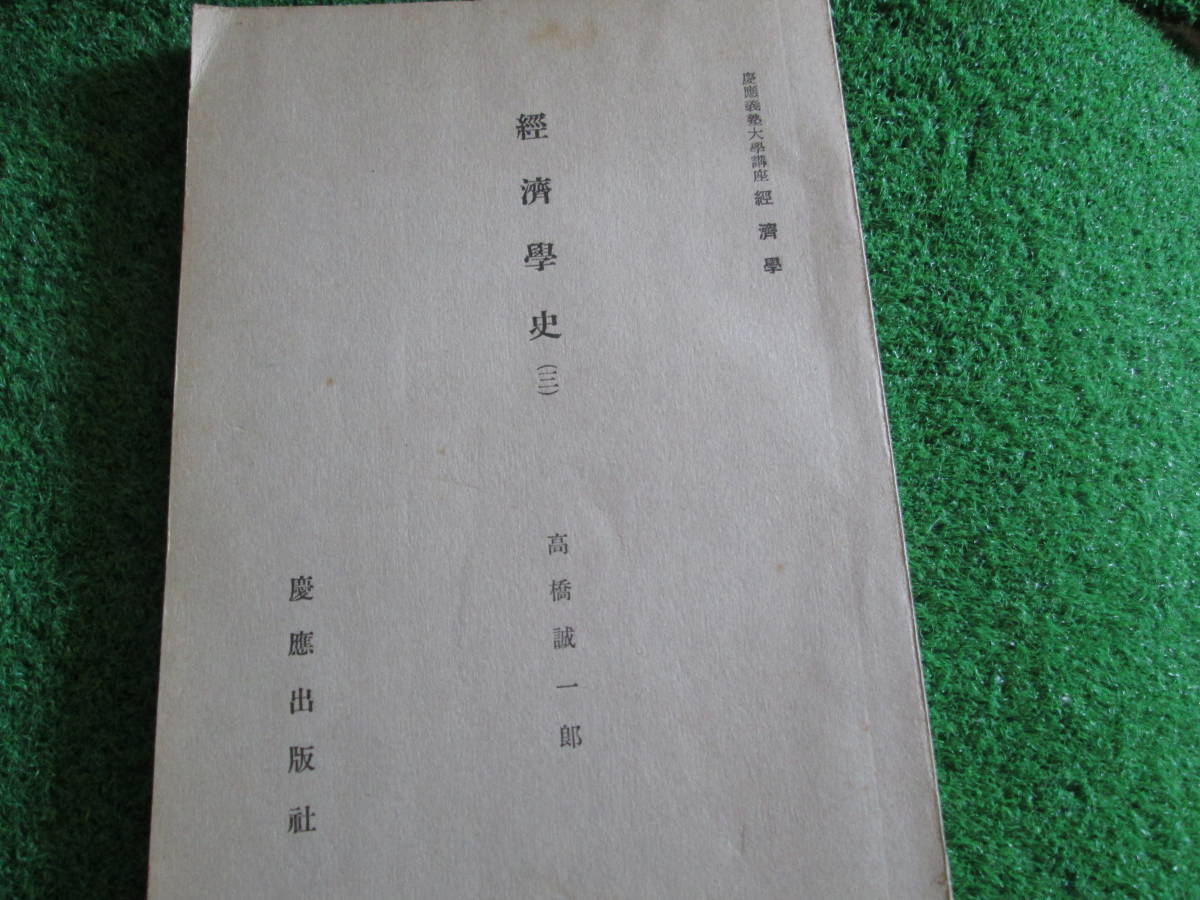 慶應義塾大學講座 經濟學
經濟學史(三)
高橋誠一郎
慶應出版社